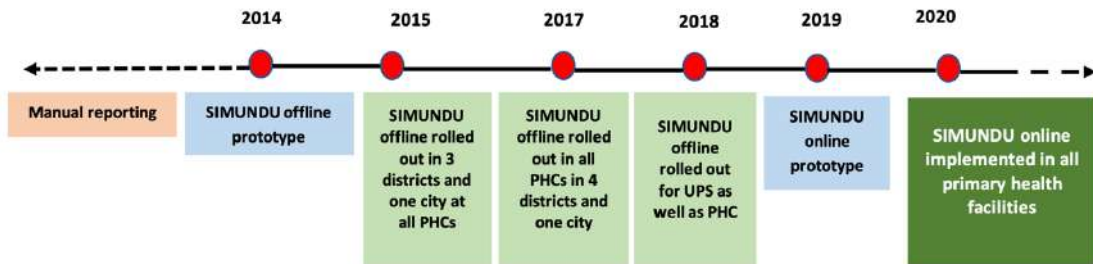 2014
2015
2017
2018
2019
2020
Manual reporting
SIMUNDU offline
prototype
SIMUNDU
offline rolled
out in 3
districts and
one city at
all PHCs
SIMUNDU
offline rolled
out in all
PHCs in 4
districts and
one city
SIMUNDU
offline
rolled out
for UPS as
well as PHC
SIMUNDU
online
prototype
SIMUNDU online
implemented in all
primary health
facilities